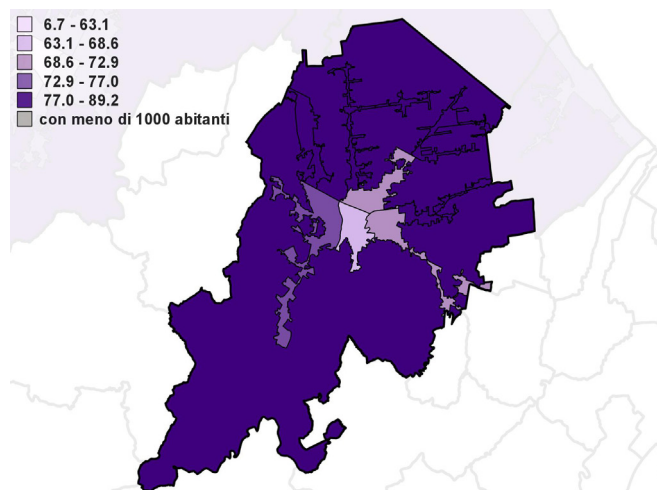 6.7 - 63.1
63.1 - 68.6
68.6 - 72.9
72.9 - 77.0
77.0 - 89.2
con meno di 1000 abitanti